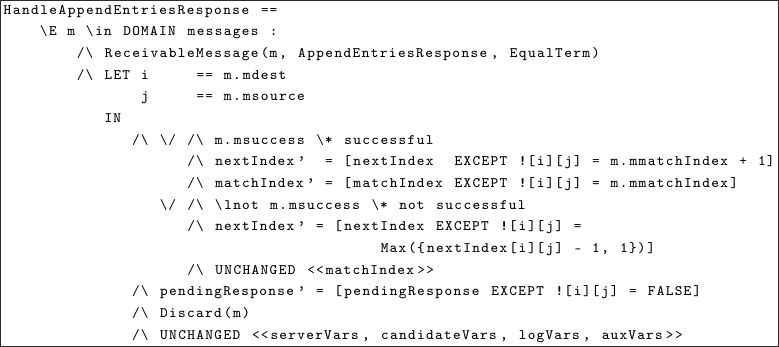 HandleAppendEntriesResponse ==
    \E m \in DOMAIN messages :
        /\ ReceivableMessage(m, AppendEntriesResponse, EqualTerm)
        /\ LET i     == m.mdest
               j     == m.msource
           IN
              /\ \/ /\ m.msuccess \* successful
                    /\ nextIndex'  = [nextIndex  EXCEPT ![i][j] = m.mmatchIndex + 1]
                    /\ matchIndex' = [matchIndex EXCEPT ![i][j] = m.mmatchIndex]
                 \/ /\ \lnot m.msuccess \* not successful
                    /\ nextIndex' = [nextIndex EXCEPT ![i][j] =
                                         Max({nextIndex[i][j] - 1, 1})]
                    /\ UNCHANGED <<matchIndex>>
              /\ pendingResponse' = [pendingResponse EXCEPT ![i][j] = FALSE]
              /\ Discard(m)
              /\ UNCHANGED <<serverVars, candidateVars, logVars, auxVars>>